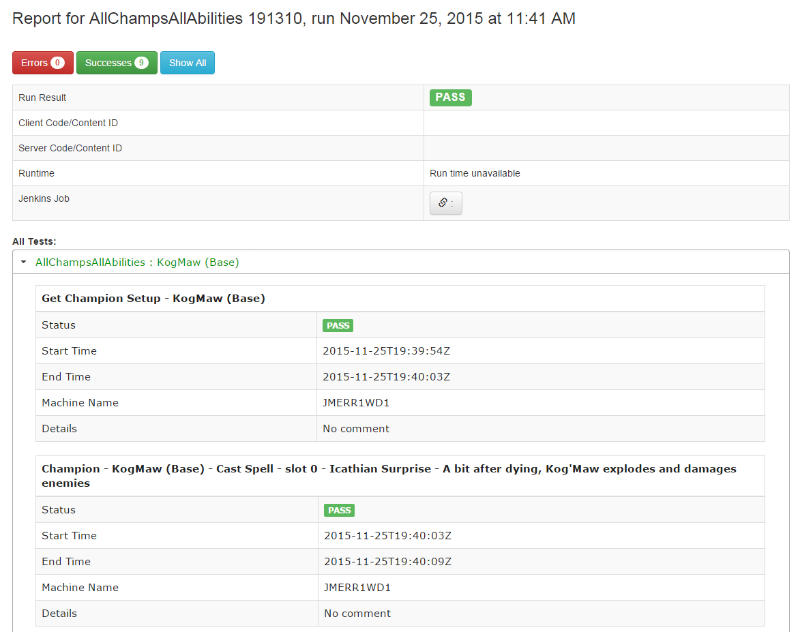 Report for AllChampsAllAbilities 191310, run November 25, 2015 at 11:41 AM
Errors 0 Successes 9 Show All
Run Result PASS
Client Code/Content ID
Server Code/Content ID
Runtime Run time unavailable
Jenkins Job :
All Tests:
AllChampsAllAbilities : KogMaw (Base)
Get Champion Setup - KogMaw (Base)
Status PASS
Start Time 2015-11-25T19:39:54Z
End Time 2015-11-25T19:40:03Z
Machine Name JMERR1WD1
Details No comment
Champion - KogMaw (Base) - Cast Spell - slot 0 - Icathian Surprise - A bit after dying, Kog'Maw explodes and damages
enemies
Status PASS
Start Time 2015-11-25T19:40:03Z
End Time 2015-11-25T19:40:09Z
Machine Name JMERR1WD1
Details No comment